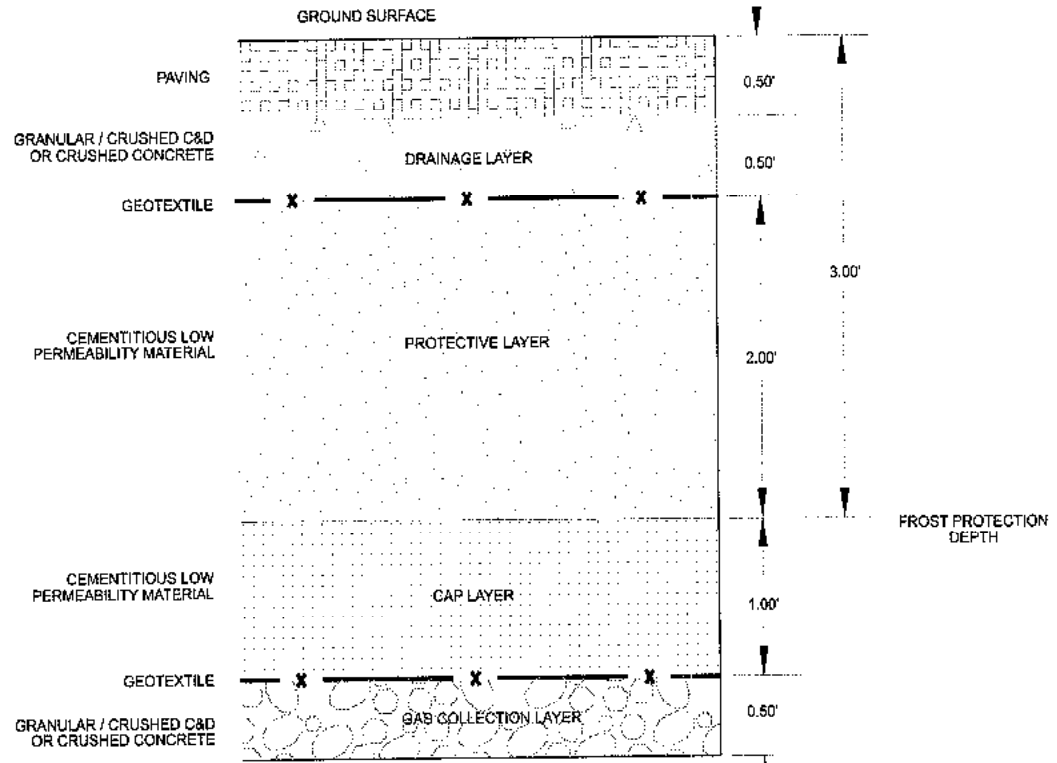 GROUND SURFACE
PAVING
0.50'
GRANULAR / CRUSHED C&D
OR CRUSHED CONCRETE
DRAINAGE LAYER
0.50'
GEOTEXTILE
X X X
3.00'
CEMENTITIOUS LOW
PERMEABILITY MATERIAL
PROTECTIVE LAYER
2.00'
FROST PROTECTION
DEPTH
CEMENTITIOUS LOW
PERMEABILITY MATERIAL
CAP LAYER
1.00'
GEOTEXTILE
X X X
GRANULAR / CRUSHED C&D
OR CRUSHED CONCRETE
GAS COLLECTION LAYER
0.50'